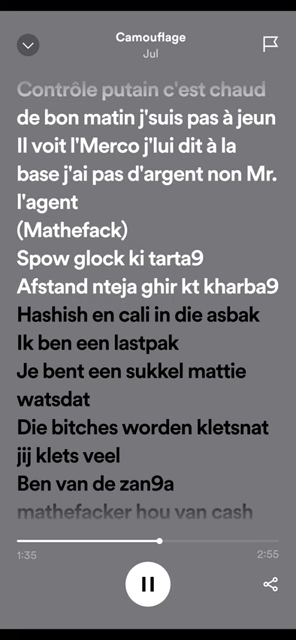 Camouflage
Jul
Contrôle putain c'est chaud
de bon matin j'suis pas à jeun
Il voit l'Merco j'lui dit à la
base j'ai pas d'argent non Mr.
l'agent
(Mathefack)
Spow glock ki tarta9
Afstand nteja ghir kt kharba9
Hashish en cali in die asbak
Ik ben een lastpak
Je bent een sukkel mattie
watsdat
Die bitches worden kletsnat
jij klets veel
Ben van de zan9a
mathefacker hou van cash
1:35
2:55